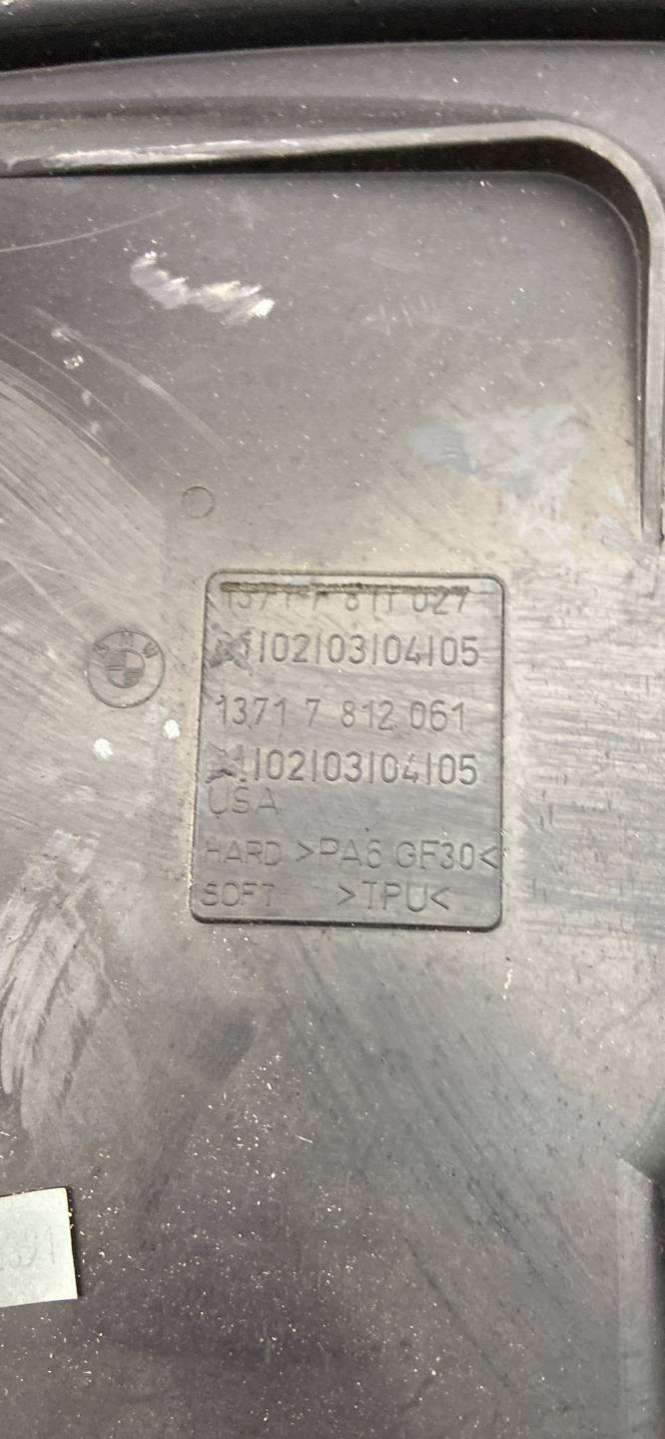 1371 7 811 027
|02|03|04|05
BMW
1371 7 812 061
|02|03|04|05
USA
HARD >PA6 GF30<
SOFT >TPU<